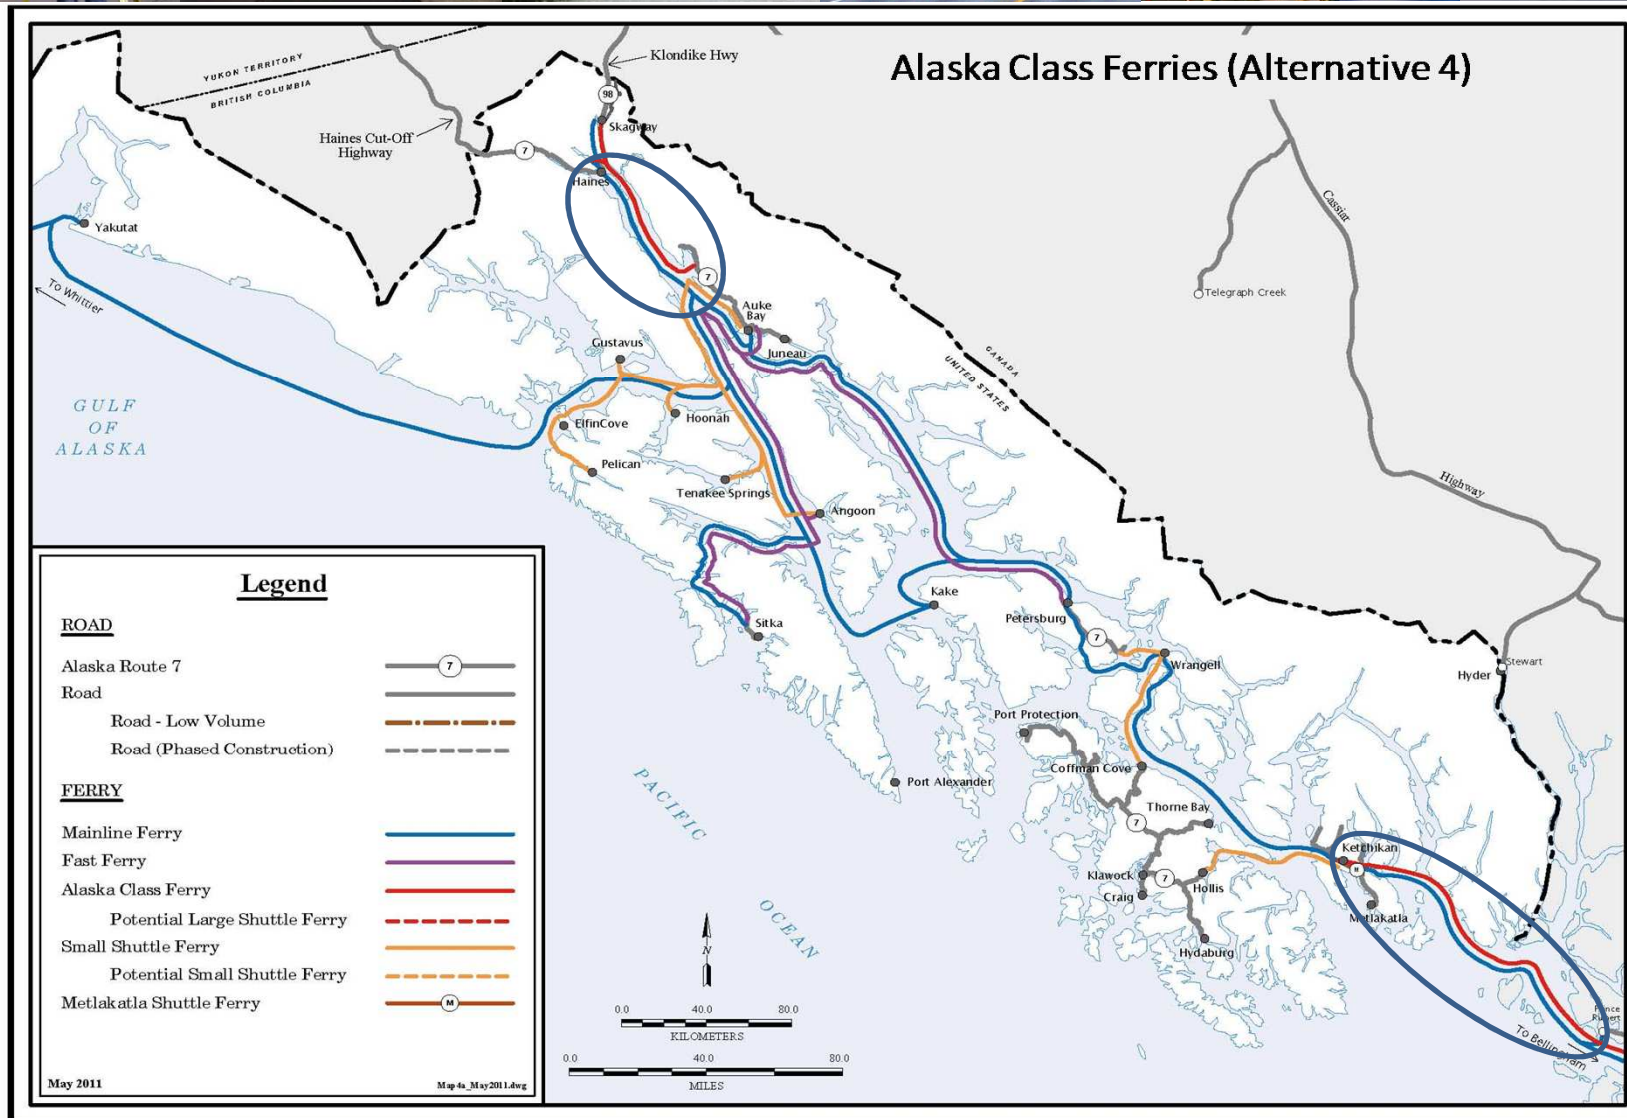 Alaska Class Ferries (Alternative 4)
Klondike Hwy
YUKON TERRITORY
BRITISH COLUMBIA
98
Skagway
Haines Cut-Off
Highway
7
Haines
Cassiar
Yakutat
To Whittier
7
Telegraph Creek
Auke
Bay
Juneau
Gustavus
CANADA
UNITED STATES
GULF
OF
ALASKA
ElfinCove
Hoonah
Pelican
Tenakee Springs
Highway
Angoon
Kake
Petersburg
7
Sitka
Wrangell
Stewart
Hyder
Port Protection
Coffman Cove
Port Alexander
PACIFIC
OCEAN
Thorne Bay
7
Ketchikan
M
Klawock
7
Hollis
Craig
Metlakatla
Hydaburg
Prince
Rupert
To Bellingham
N
0.0 40.0 80.0
KILOMETERS
0.0 40.0 80.0
MILES
Legend
ROAD
Alaska Route 7
7
Road
Road - Low Volume
Road (Phased Construction)
FERRY
Mainline Ferry
Fast Ferry
Alaska Class Ferry
Potential Large Shuttle Ferry
Small Shuttle Ferry
Potential Small Shuttle Ferry
Metlakatla Shuttle Ferry
M
May 2011
Map4a_May2011.dwg